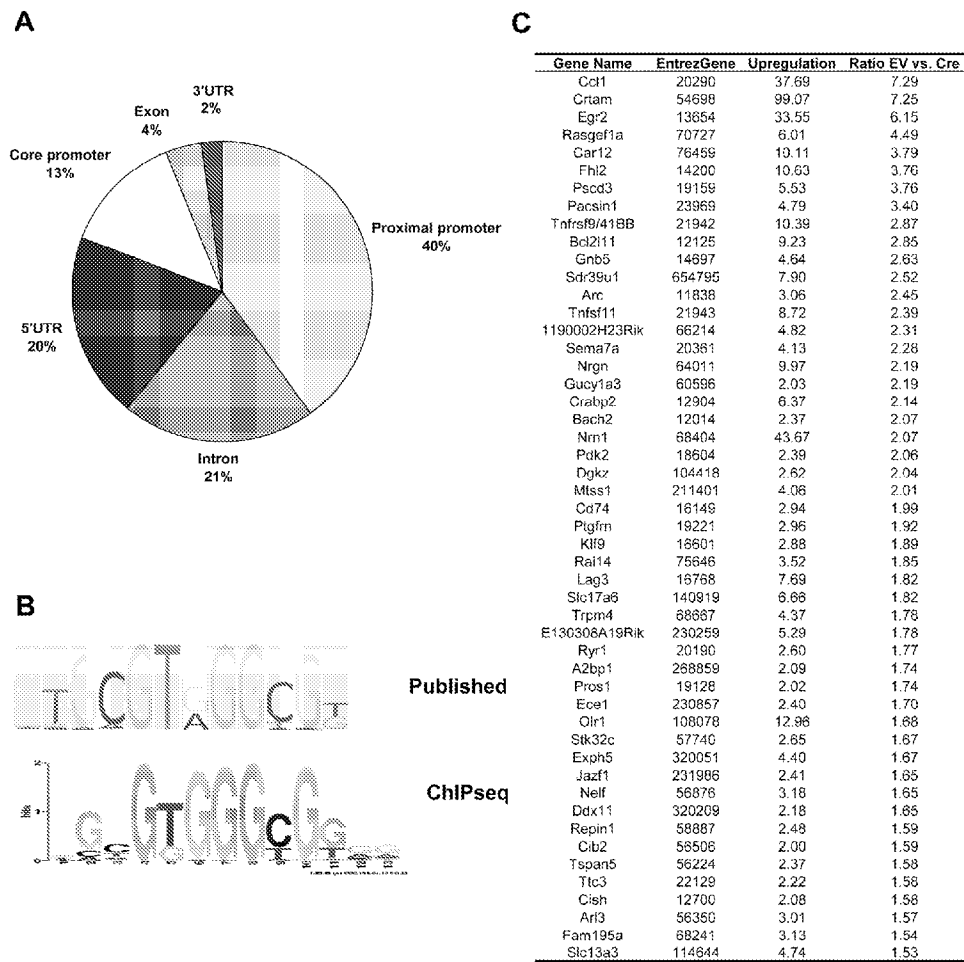 A
3'UTR
2%
Exon
4%
Core promoter
13%
Proximal promoter
40%
5'UTR
20%
Intron
21%
B
Published
ChIPseq
C
Gene Name EntrezGene Upregulation Ratio EV vs. Cre
Ccl1 20290 37.69 7.29
Crtam 54698 99.07 7.25
Egr2 13654 33.55 6.15
Rasgef1a 70727 6.01 4.49
Car12 76459 10.11 3.79
Fhl2 14200 10.63 3.76
Pscd3 19159 5.53 3.76
Pacsin1 23969 4.79 3.40
Tnfrsf9/41BB 21942 10.39 2.87
Bcl2l11 12125 9.23 2.85
Gnb5 14697 4.64 2.63
Sdr39u1 654795 7.90 2.52
Arc 11838 3.06 2.45
Tnfsf11 21943 8.72 2.39
1190002H23Rik 66214 4.82 2.31
Sema7a 20361 4.13 2.28
Nrgn 64011 9.97 2.19
Gucy1a3 60596 2.03 2.19
Crabp2 12904 6.37 2.14
Bach2 12014 2.37 2.07
Nrn1 68404 43.67 2.07
Pdk2 18604 2.39 2.06
Dgkz 104418 2.62 2.04
Mtss1 211401 4.06 2.01
Cd74 16149 2.94 1.99
Ptgfrn 19221 2.96 1.92
Klf9 16601 2.88 1.89
Rai14 75646 3.52 1.85
Lag3 16768 7.69 1.82
Slc17a6 140919 6.66 1.82
Trpm4 68667 4.37 1.78
E130308A19Rik 230259 5.29 1.78
Ryr1 20190 2.60 1.77
A2bp1 268859 2.09 1.74
Pros1 19128 2.02 1.74
Ece1 230857 2.40 1.70
Olr1 108078 12.96 1.68
Stk32c 57740 2.65 1.67
Exph5 320051 4.40 1.67
Jazf1 231986 2.41 1.65
Nelf 56876 3.18 1.65
Ddx11 320209 2.18 1.65
Repin1 58887 2.48 1.59
Cib2 56506 2.00 1.59
Tspan5 56224 2.37 1.58
Ttc3 22129 2.22 1.58
Cish 12700 2.08 1.58
Arl3 56350 3.01 1.57
Fam195a 68241 3.13 1.54
Slc13a3 114644 4.74 1.53